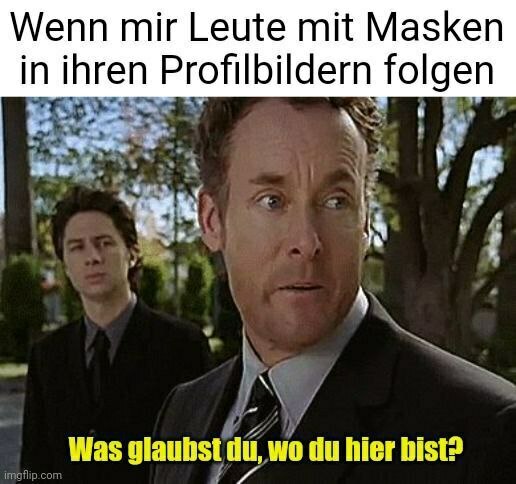 Wenn mir Leute mit Masken
in ihren Profilbildern folgen
Was glaubst du, wo du hier bist?
imgflip.com